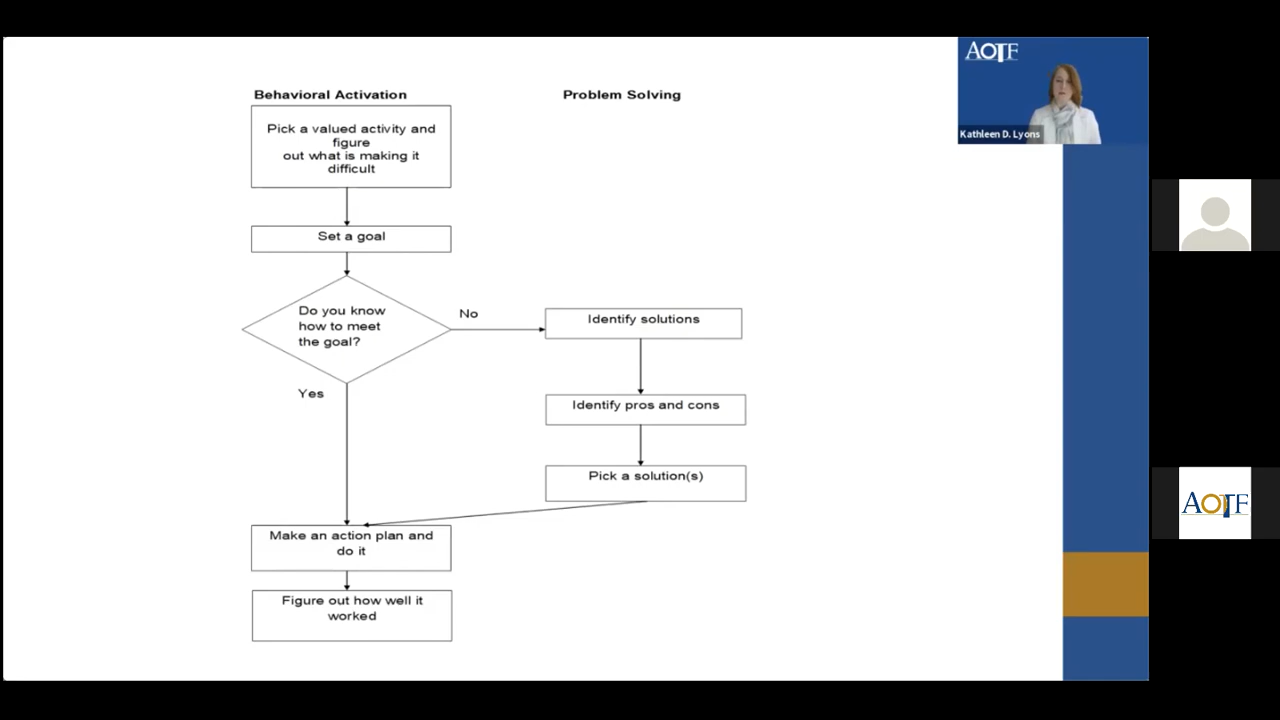 Behavioral Activation
Problem Solving
Pick a valued activity and
figure
out what is making it
difficult
Set a goal
Do you know
how to meet
the goal?
No
Yes
Identify solutions
Identify pros and cons
Pick a solution(s)
Make an action plan and
do it
Figure out how well it
worked
AOTF
Kathleen D. Lyons
AOTF